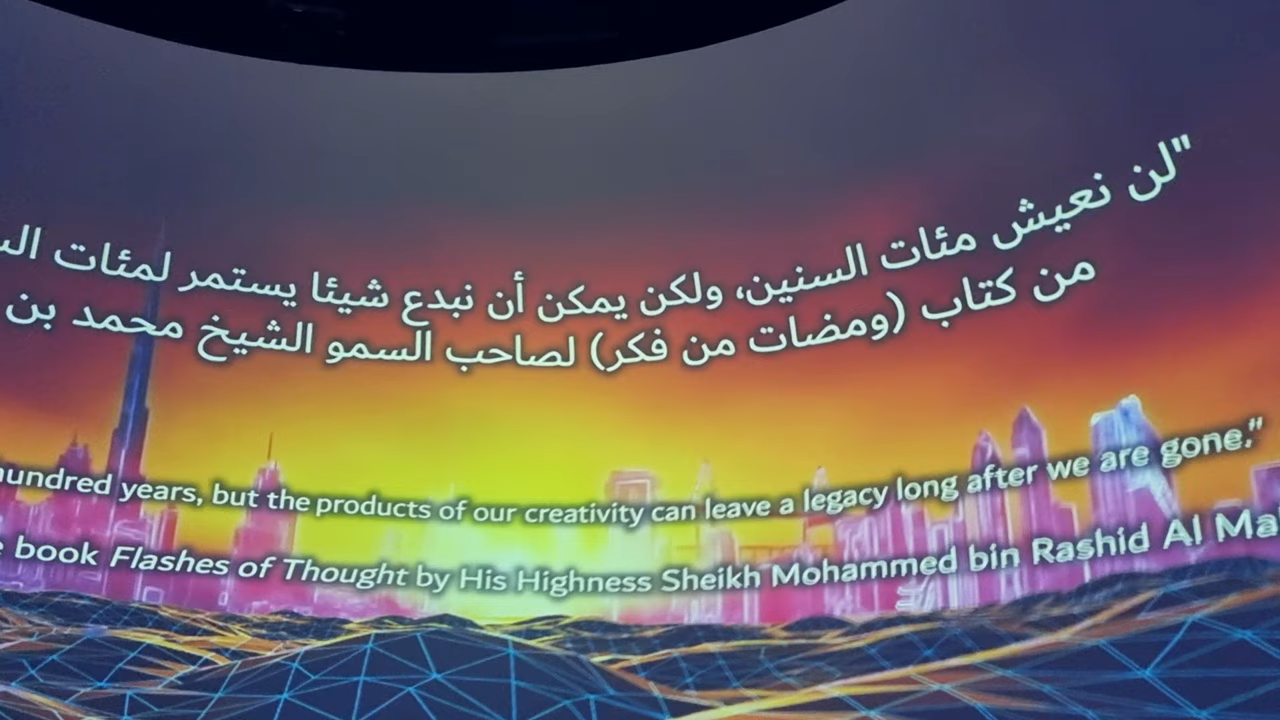 "لن نعيش مئات السنين، ولكن يمكن أن نبدع شيئا يستمر لمئات
من كتاب (ومضات من فكر) لصاحب السمو الشيخ محمد بن
hundred years, but the products of our creativity can leave a legacy long after we are gone."
book Flashes of Thought by His Highness Sheikh Mohammed bin Rashid Al